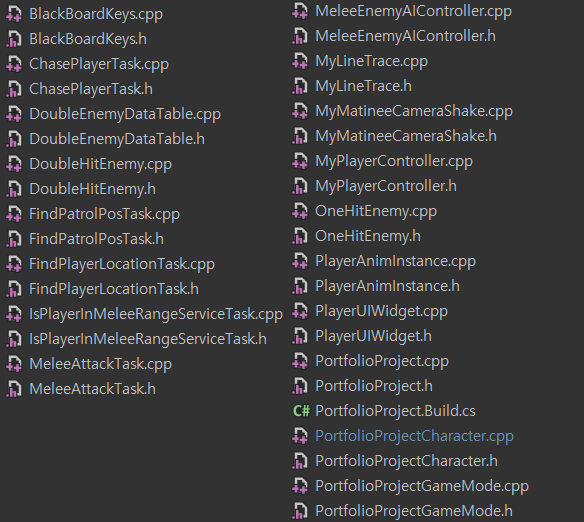 BlackBoardKeys.cpp
BlackBoardKeys.h
ChasePlayerTask.cpp
ChasePlayerTask.h
DoubleEnemyDataTable.cpp
DoubleEnemyDataTable.h
DoubleHitEnemy.cpp
DoubleHitEnemy.h
FindPatrolPosTask.cpp
FindPatrolPosTask.h
FindPlayerLocationTask.cpp
FindPlayerLocationTask.h
IsPlayerInMeleeRangeServiceTask.cpp
IsPlayerInMeleeRangeServiceTask.h
MeleeAttackTask.cpp
MeleeAttackTask.h
MeleeEnemyAIController.cpp
MeleeEnemyAIController.h
MyLineTrace.cpp
MyLineTrace.h
MyMatineeCameraShake.cpp
MyMatineeCameraShake.h
MyPlayerController.cpp
MyPlayerController.h
OneHitEnemy.cpp
OneHitEnemy.h
PlayerAnimInstance.cpp
PlayerAnimInstance.h
PlayerUIWidget.cpp
PlayerUIWidget.h
PortfolioProject.cpp
PortfolioProject.h
C# PortfolioProject.Build.cs
PortfolioProjectCharacter.cpp
PortfolioProjectCharacter.h
PortfolioProjectGameMode.cpp
PortfolioProjectGameMode.h